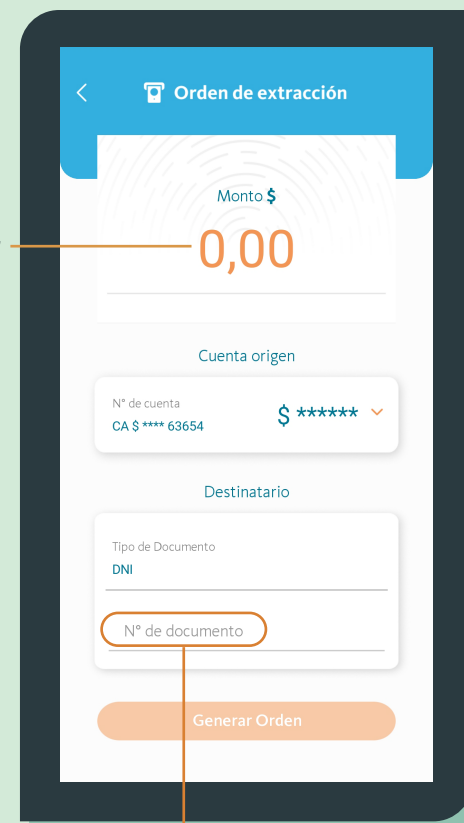 Orden de extracción
Monto $
0,00
Cuenta origen
N° de cuenta
CA $ **** 63654
$ ******
Destinatario
Tipo de Documento
DNI
N° de documento
Generar Orden